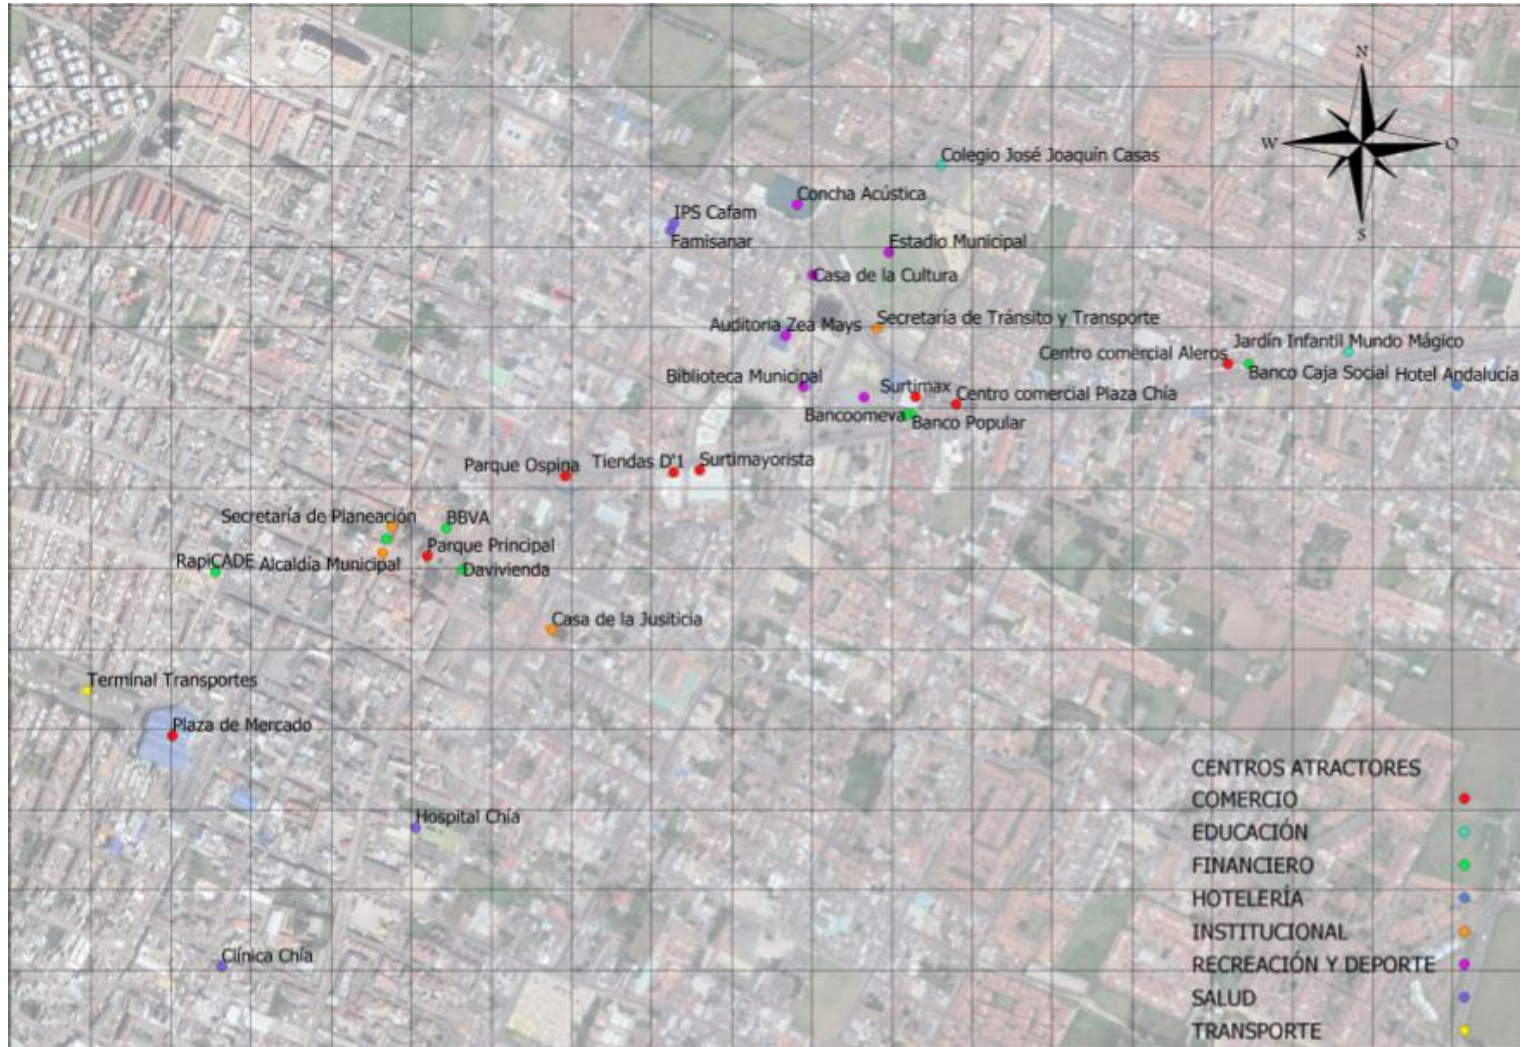 N
W
O
S
Colegio José Joaquín Casas
Concha Acústica
IPS Cafam
Famisanar
Estadio Municipal
Casa de la Cultura
Auditoria Zea Mays
Secretaría de Tránsito y Transporte
Jardín Infantil Mundo Mágico
Centro comercial Aleros
Banco Caja Social
Hotel Andalucía
Biblioteca Municipal
Surtimax
Centro comercial Plaza Chía
Bancoomeva
Banco Popular
Parque Ospina
Tiendas D'1
Surtimayorista
Secretaría de Planeación
BBVA
Parque Principal
RapiCADE
Alcaldía Municipal
Davivienda
Casa de la Jusiticia
Terminal Transportes
Plaza de Mercado
Hospital Chía
Clínica Chía
CENTROS ATRACTORES
COMERCIO
EDUCACIÓN
FINANCIERO
HOTELERÍA
INSTITUCIONAL
RECREACIÓN Y DEPORTE
SALUD
TRANSPORTE